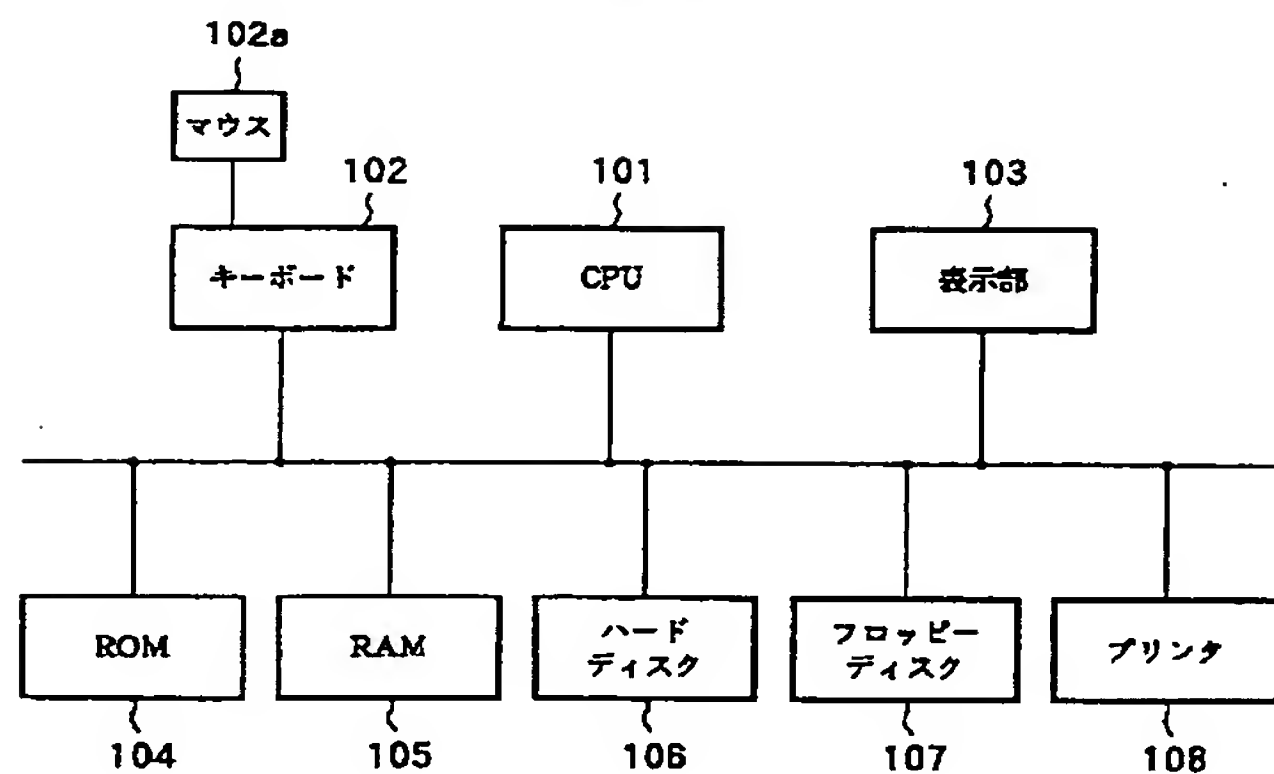 102a
マウス
102
101
103
キーボード
CPU
表示部
ROM
RAM
ハード
ディスク
フロッピー
ディスク
プリンタ
104
105
106
107
108